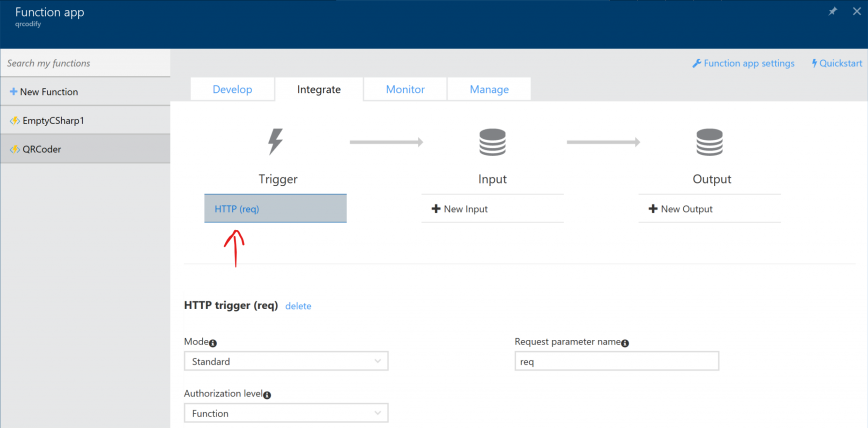 Function app
qrcodify
Search my functions
Function app settings
Quickstart
New Function
EmptyCSharp1
QRCoder
Develop
Integrate
Monitor
Manage
Trigger
Input
Output
HTTP (req)
New Input
New Output
HTTP trigger (req) delete
Mode
Request parameter name
Standard
req
Authorization level
Function